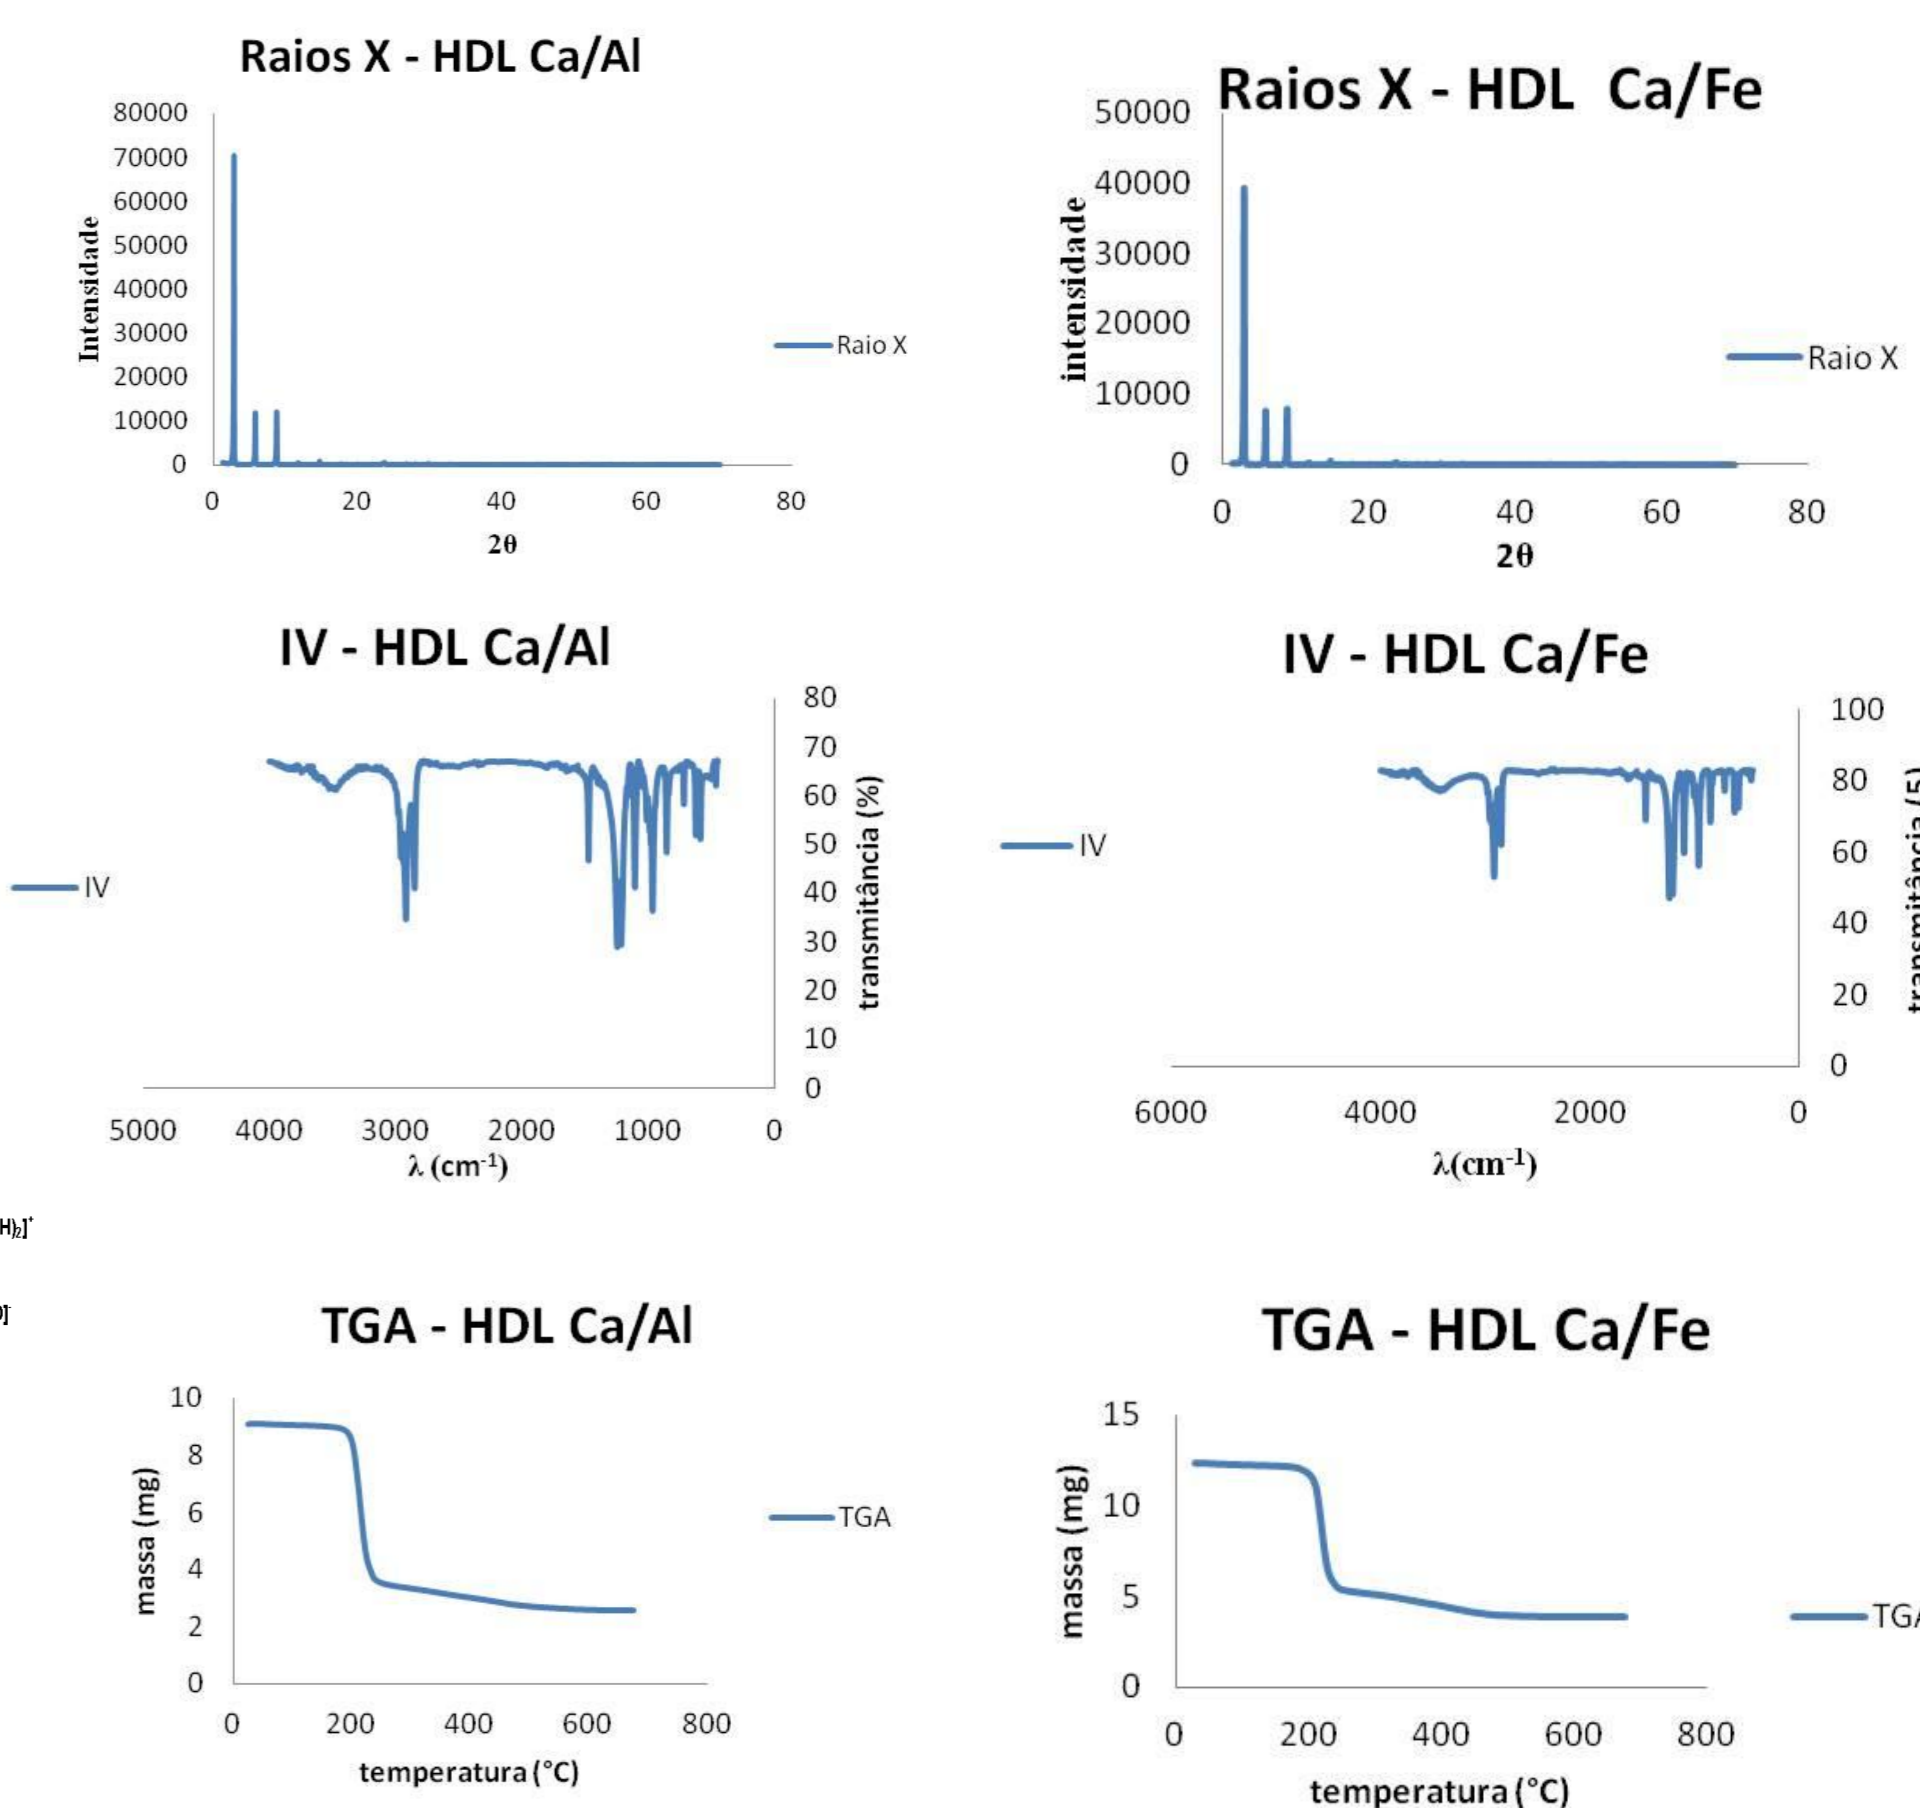 Raios X - HDL Ca/Al
80000
70000
60000
50000
40000
30000
20000
10000
0
Intensidade
0 20 40 60 80
2θ
Raio X
Raios X - HDL Ca/Fe
50000
40000
30000
20000
10000
0
intensidade
0 20 40 60 80
2θ
Raio X
IV - HDL Ca/Al
80
70
60
50
40
30
20
10
0
transmitância (%)
5000 4000 3000 2000 1000 0
λ (cm⁻¹)
IV
IV - HDL Ca/Fe
100
80
60
40
20
0
transmitância (5)
6000 4000 2000 0
λ(cm⁻¹)
IV
H)₂]⁺
TGA - HDL Ca/Al
10
8
6
4
2
0
massa (mg)
0 200 400 600 800
temperatura (°C)
TGA
TGA - HDL Ca/Fe
15
10
5
0
massa (mg)
0 200 400 600 800
temperatura (°C)
TGA